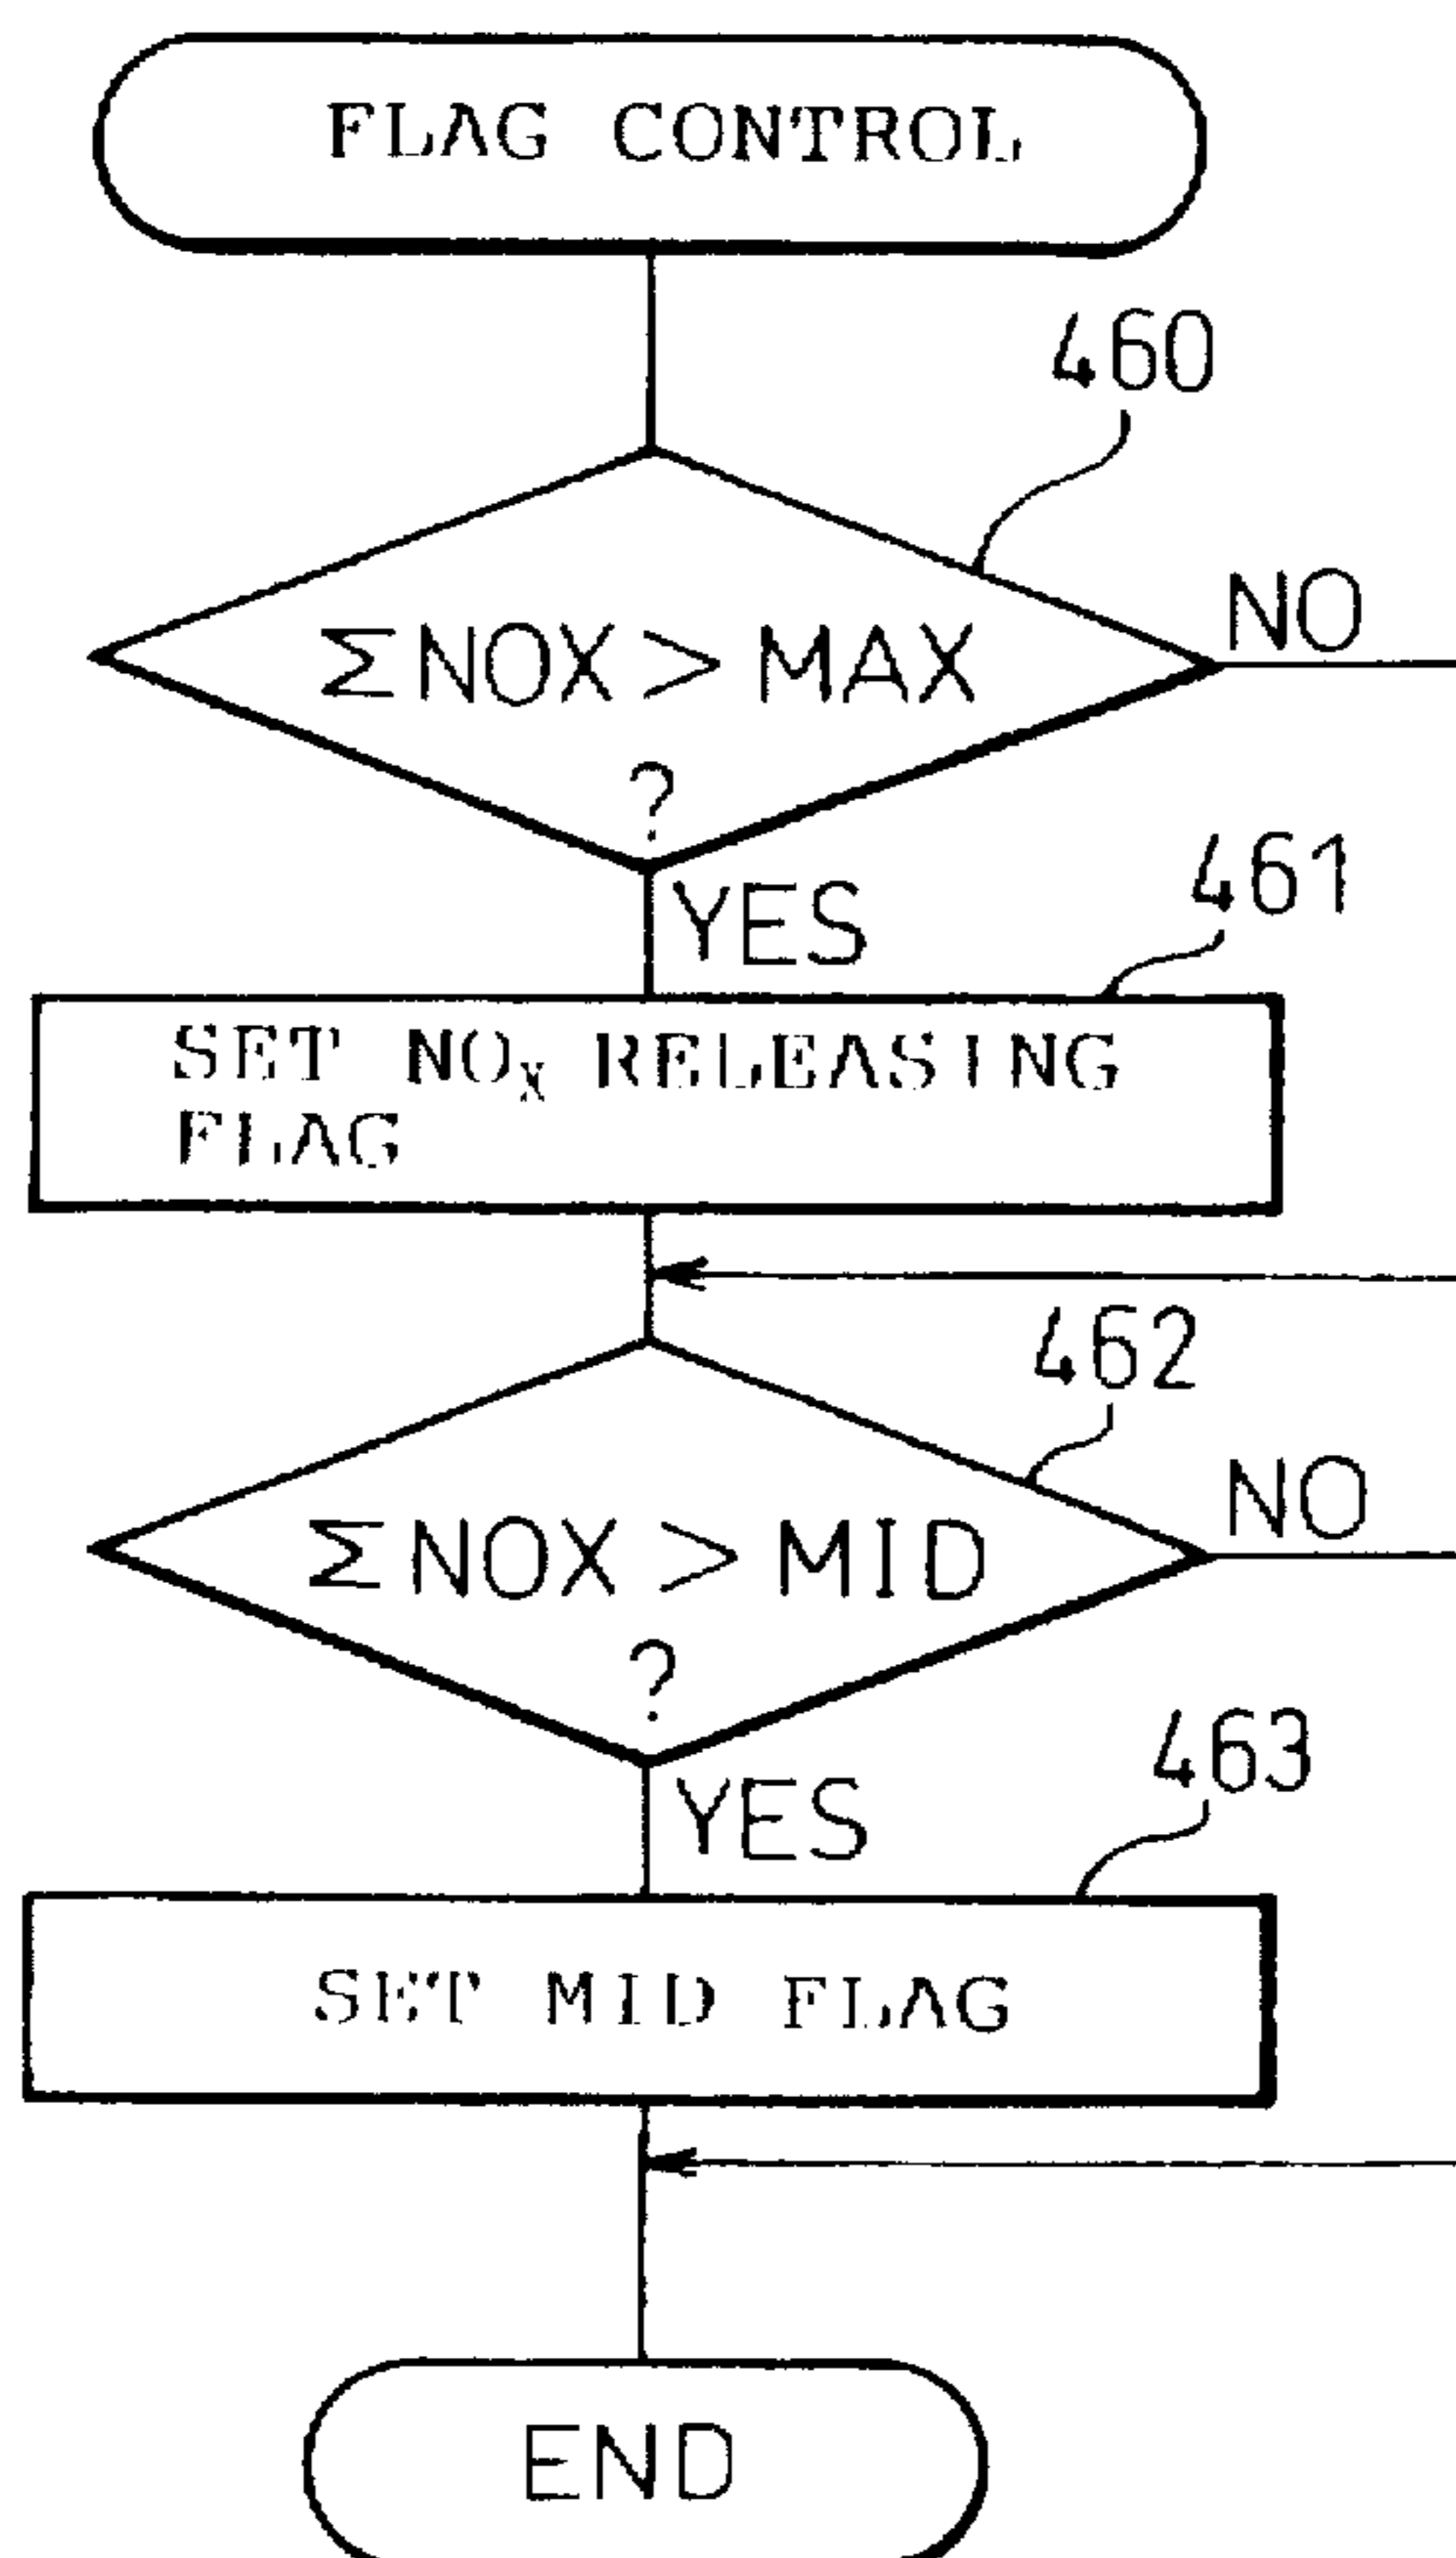 FLAG CONTROL
460
ΣNOX > MAX
?
NO
YES
461
SET NOX RELEASING
FLAG
462
ΣNOX > MID
?
NO
YES
463
SET MID FLAG
END